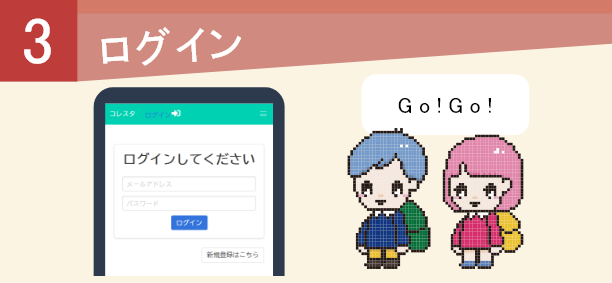 3 ログイン
Go!Go!
コレスタ ログイン
ログインしてください
メールアドレス
パスワード
ログイン
新規登録はこちら